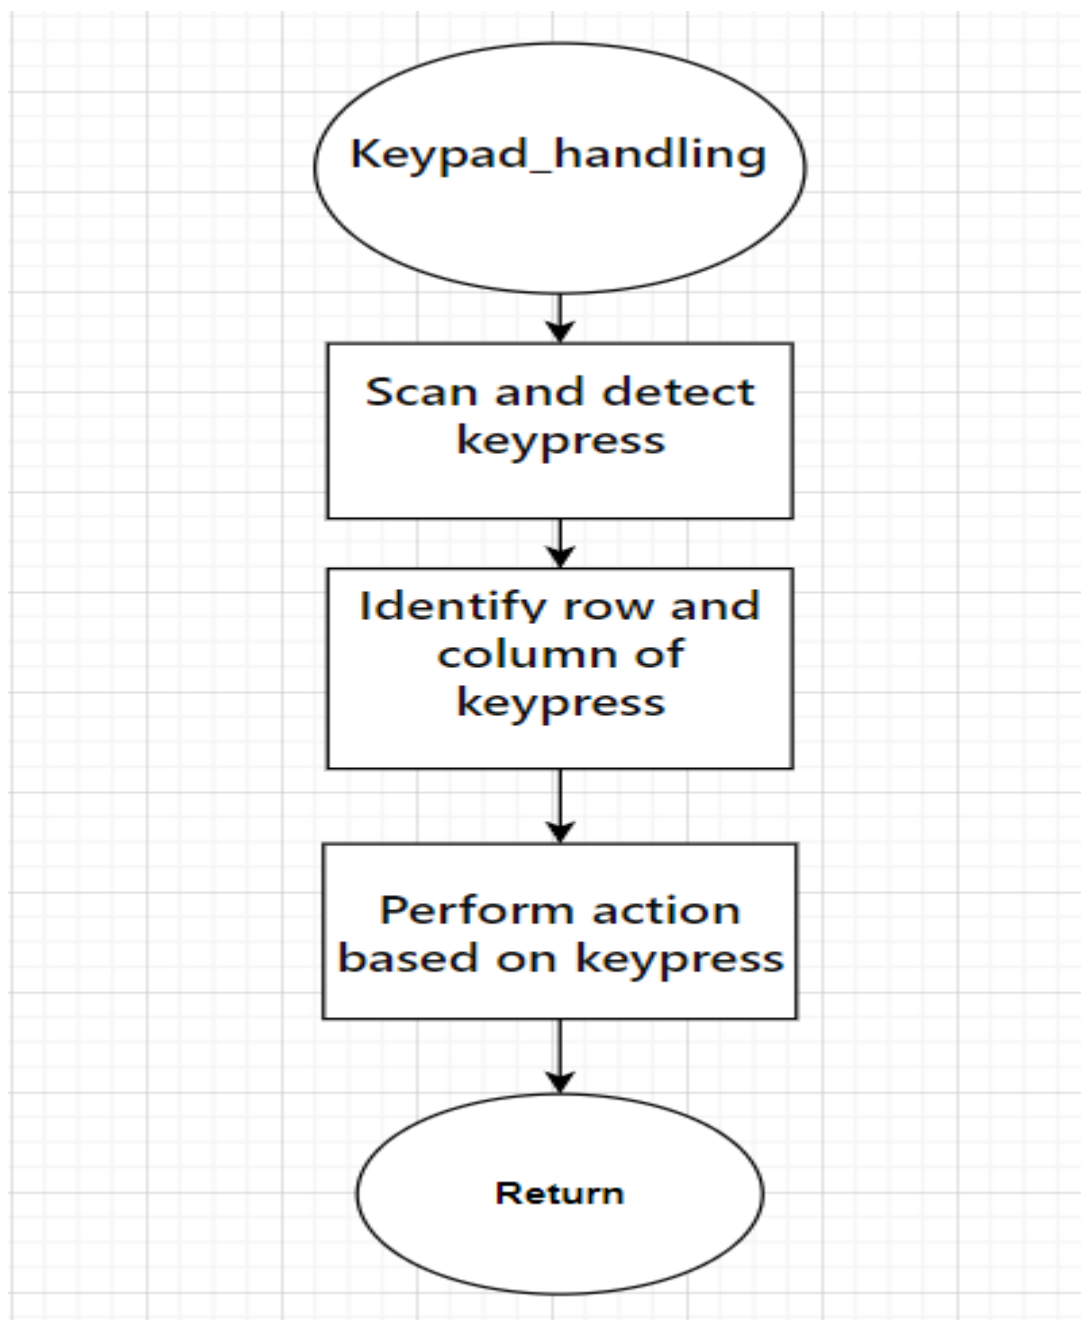 Keypad_handling
Scan and detect
keypress
Identify row and
column of
keypress
Perform action
based on keypress
Return